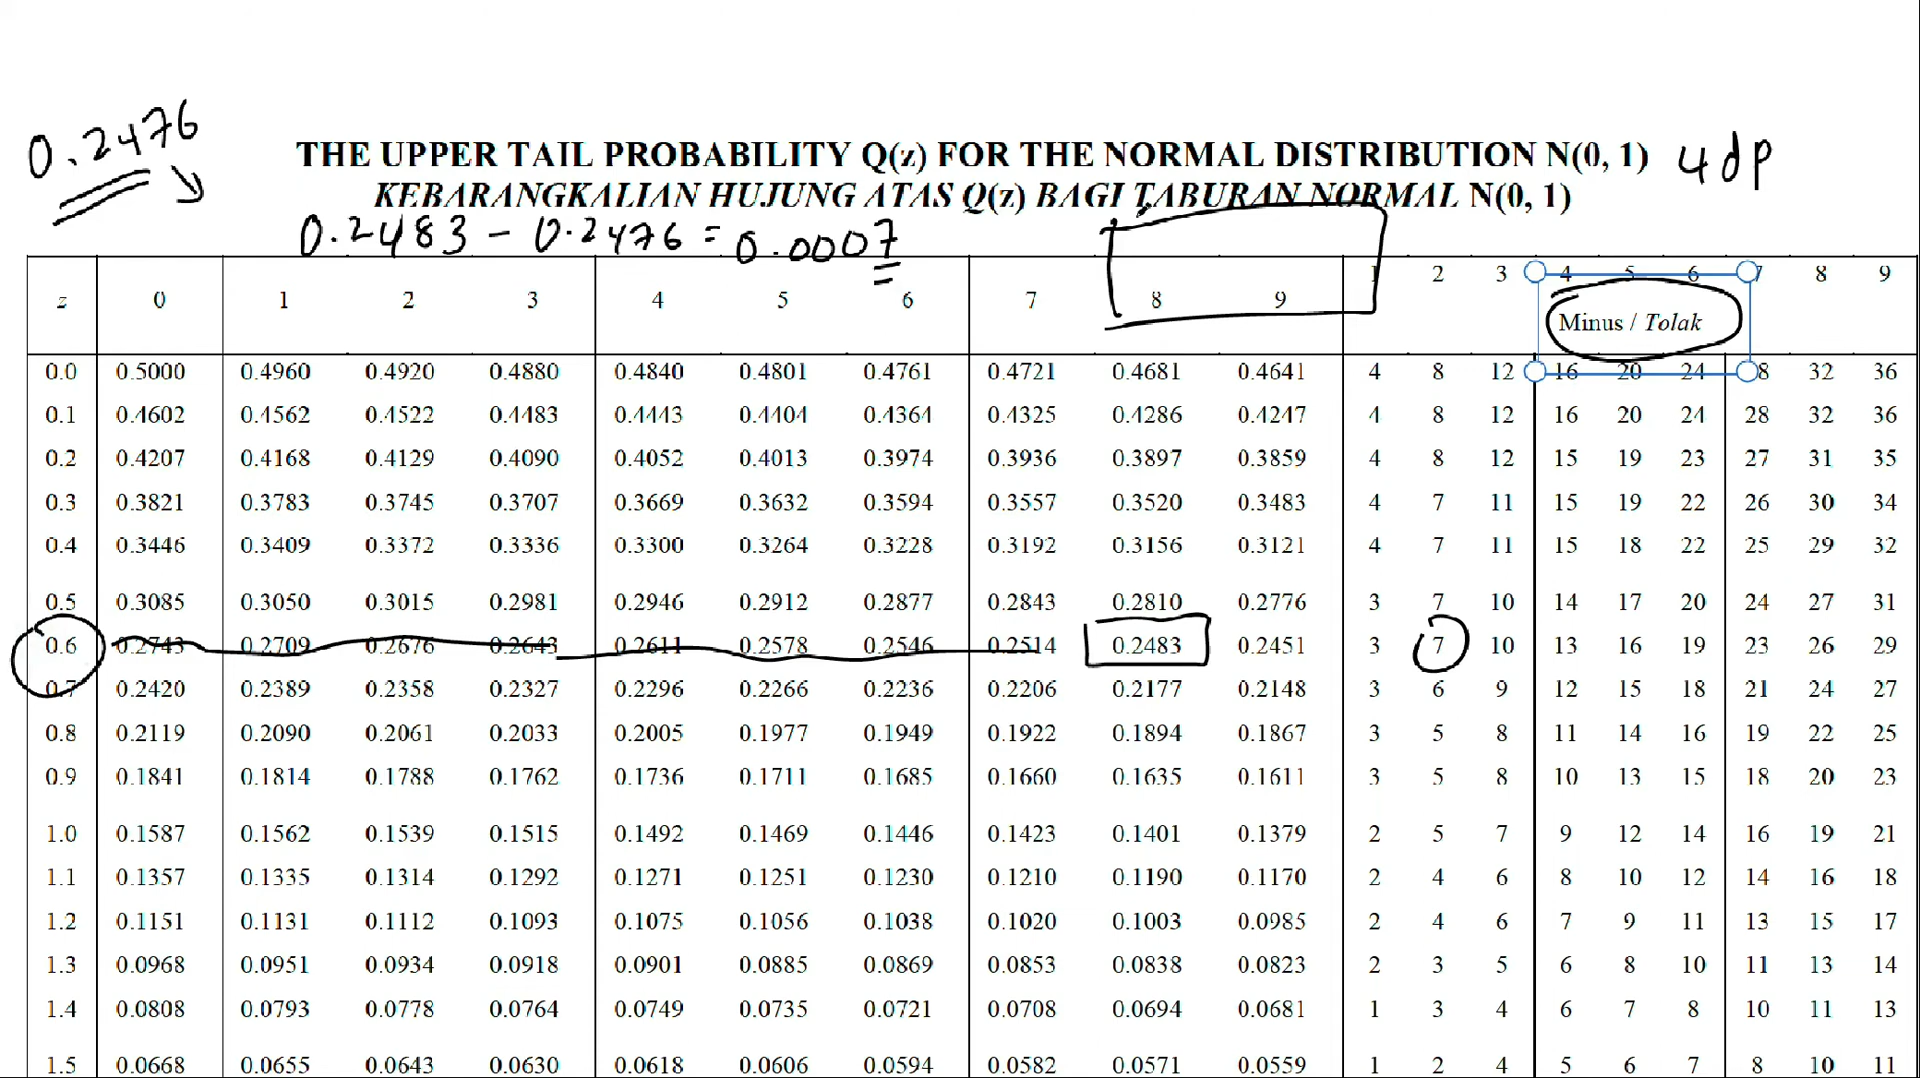 0.2476
THE UPPER TAIL PROBABILITY Q(z) FOR THE NORMAL DISTRIBUTION N(0, 1) 4dp
KEBARANGKALIAN HUJUNG ATAS Q(z) BAGI TABURAN NORMAL N(0, 1)
0.2483 - 0.2476 = 0.0007
z 0 1 2 3 4 5 6 7 8 9 1 2 3 4 5 6 7 8 9
Minus / Tolak
0.0 0.5000 0.4960 0.4920 0.4880 0.4840 0.4801 0.4761 0.4721 0.4681 0.4641 4 8 12 16 20 24 8 32 36
0.1 0.4602 0.4562 0.4522 0.4483 0.4443 0.4404 0.4364 0.4325 0.4286 0.4247 4 8 12 16 20 24 28 32 36
0.2 0.4207 0.4168 0.4129 0.4090 0.4052 0.4013 0.3974 0.3936 0.3897 0.3859 4 8 12 15 19 23 27 31 35
0.3 0.3821 0.3783 0.3745 0.3707 0.3669 0.3632 0.3594 0.3557 0.3520 0.3483 4 7 11 15 19 22 26 30 34
0.4 0.3446 0.3409 0.3372 0.3336 0.3300 0.3264 0.3228 0.3192 0.3156 0.3121 4 7 11 15 18 22 25 29 32
0.5 0.3085 0.3050 0.3015 0.2981 0.2946 0.2912 0.2877 0.2843 0.2810 0.2776 3 7 10 14 17 20 24 27 31
0.6 0.2743 0.2709 0.2676 0.2643 0.2611 0.2578 0.2546 0.2514 0.2483 0.2451 3 7 10 13 16 19 23 26 29
0.7 0.2420 0.2389 0.2358 0.2327 0.2296 0.2266 0.2236 0.2206 0.2177 0.2148 3 6 9 12 15 18 21 24 27
0.8 0.2119 0.2090 0.2061 0.2033 0.2005 0.1977 0.1949 0.1922 0.1894 0.1867 3 5 8 11 14 16 19 22 25
0.9 0.1841 0.1814 0.1788 0.1762 0.1736 0.1711 0.1685 0.1660 0.1635 0.1611 3 5 8 10 13 15 18 20 23
1.0 0.1587 0.1562 0.1539 0.1515 0.1492 0.1469 0.1446 0.1423 0.1401 0.1379 2 5 7 9 12 14 16 19 21
1.1 0.1357 0.1335 0.1314 0.1292 0.1271 0.1251 0.1230 0.1210 0.1190 0.1170 2 4 6 8 10 12 14 16 18
1.2 0.1151 0.1131 0.1112 0.1093 0.1075 0.1056 0.1038 0.1020 0.1003 0.0985 2 4 6 7 9 11 13 15 17
1.3 0.0968 0.0951 0.0934 0.0918 0.0901 0.0885 0.0869 0.0853 0.0838 0.0823 2 3 5 6 8 10 11 13 14
1.4 0.0808 0.0793 0.0778 0.0764 0.0749 0.0735 0.0721 0.0708 0.0694 0.0681 1 3 4 6 7 8 10 11 13
1.5 0.0668 0.0655 0.0643 0.0630 0.0618 0.0606 0.0594 0.0582 0.0571 0.0559 1 2 4 5 6 7 8 10 11